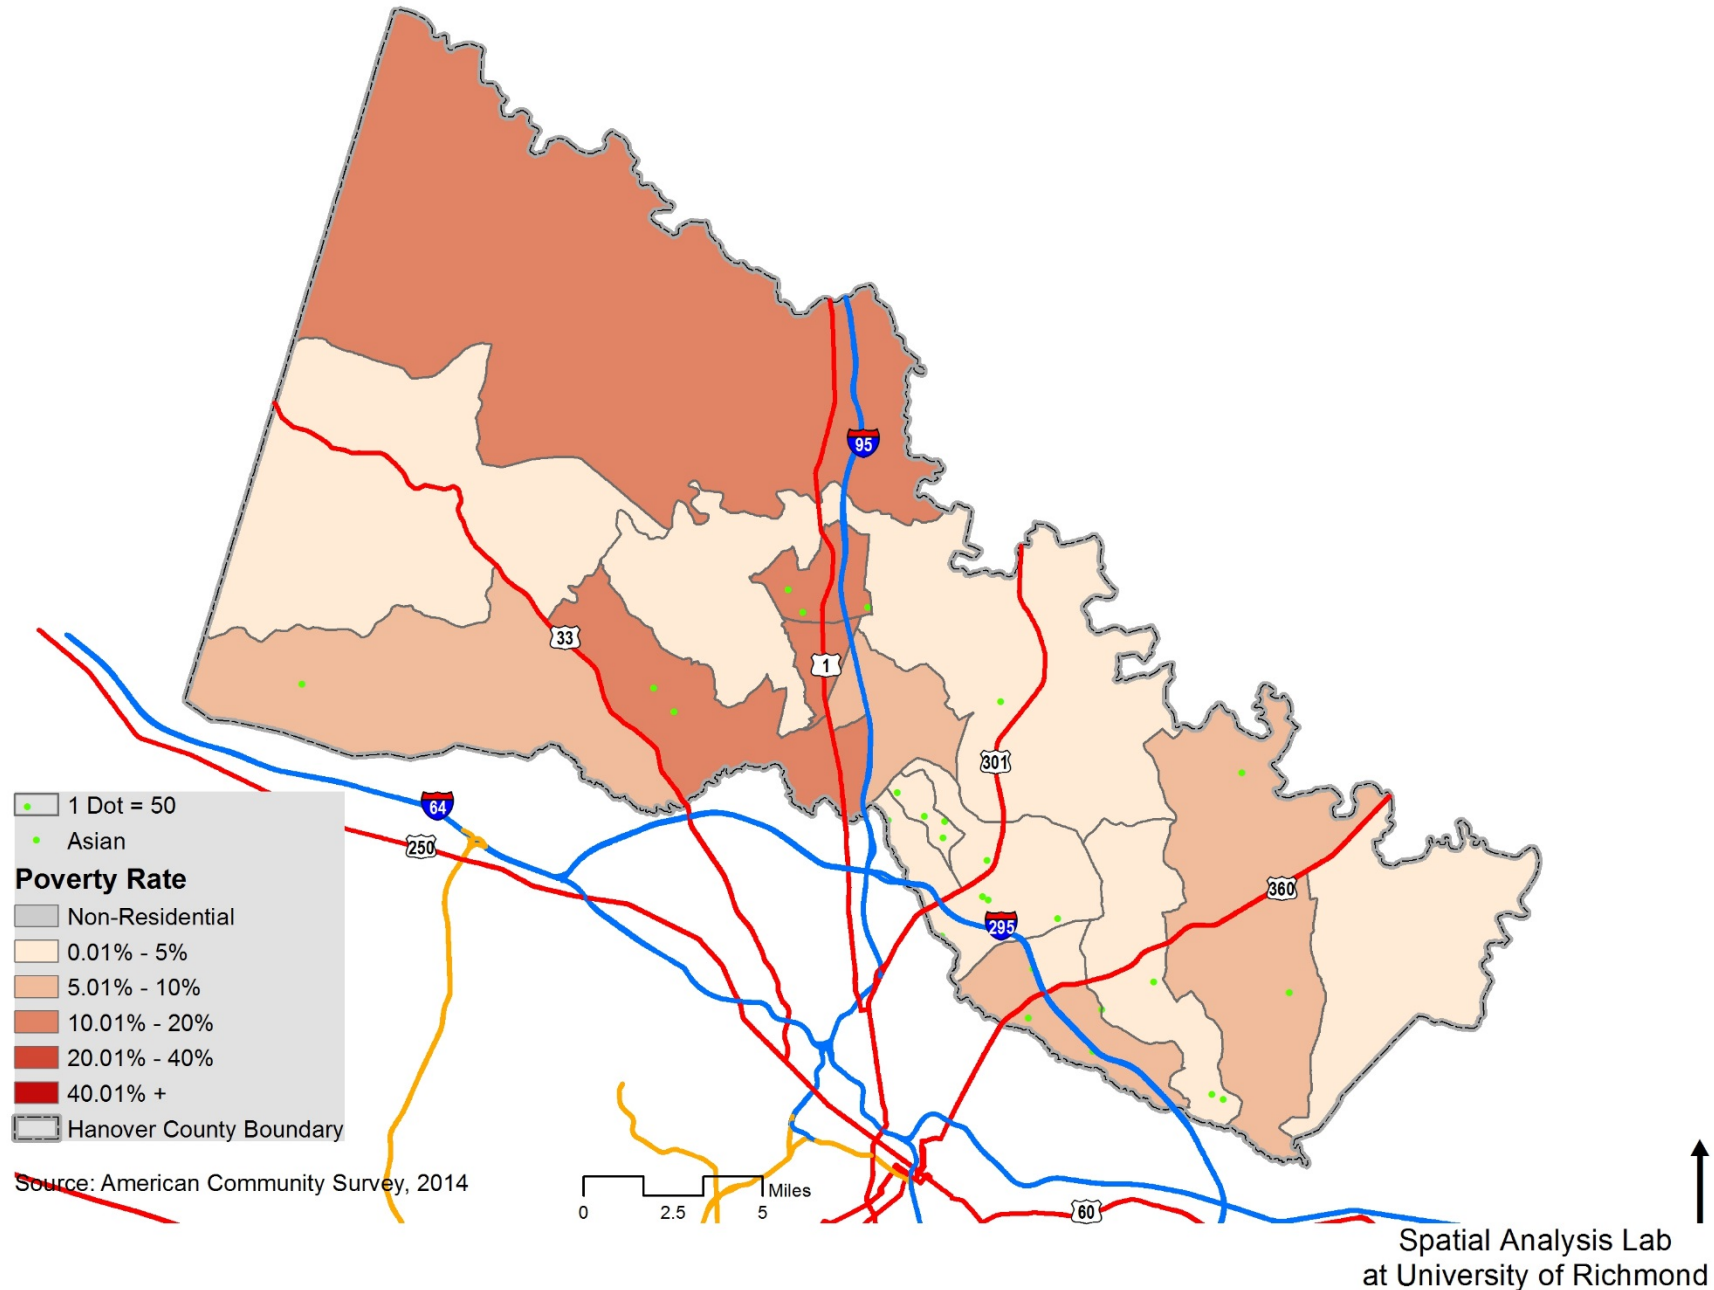 95
33
1
301
64
250
360
295
1 Dot = 50
Asian
Poverty Rate
Non-Residential
0.01% - 5%
5.01% - 10%
10.01% - 20%
20.01% - 40%
40.01% +
Hanover County Boundary
Source: American Community Survey, 2014
Miles
0 2.5 5
60
Spatial Analysis Lab
at University of Richmond